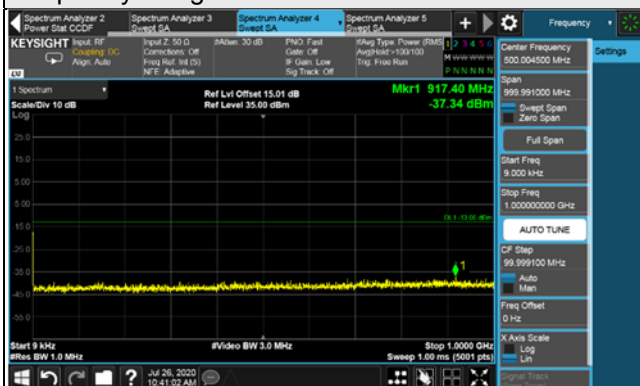 Spectrum Analyzer 2
Power Stat CCDF
Spectrum Analyzer 3
Swept SA
Spectrum Analyzer 4
Swept SA
Spectrum Analyzer 5
Swept SA
Frequency
KEYSIGHT
Input: RF
Coupling: DC
Align: Auto
Input Z: 50 Ω
Corrections: Off
Freq Ref: Int (S)
NFE: Adaptive
#Atten: 30 dB
PNO: Fast
Gate: Off
IF Gain: Low
Sig Track: Off
#Avg Type: Power (RMS
Avg|Hold:>100/100
Trig: Free Run
1 2 3 4 5 6
M W W W W W
P N N N N N
LV
1 Spectrum
Scale/Div 10 dB
Log
Ref Lvl Offset 15.01 dB
Ref Level 35.00 dBm
Mkr1 917.40 MHz
-37.34 dBm
25.0
15.0
5.00
-5.00
-15.0
-25.0
-35.0
-45.0
-55.0
DL1 -13.00 dBm
1
Start 9 kHz
#Res BW 1.0 MHz
#Video BW 3.0 MHz
Stop 1.0000 GHz
Sweep 1.00 ms (5001 pts)
Jul 26, 2020
10:41:02 AM
Center Frequency
500.004500 MHz
Settings
Span
999.991000 MHz
Swept Span
Zero Span
Full Span
Start Freq
9.000 kHz
Stop Freq
1.000000000 GHz
AUTO TUNE
CF Step
99.999100 MHz
Auto
Man
Freq Offset
0 Hz
X Axis Scale
Log
Lin
Signal Track